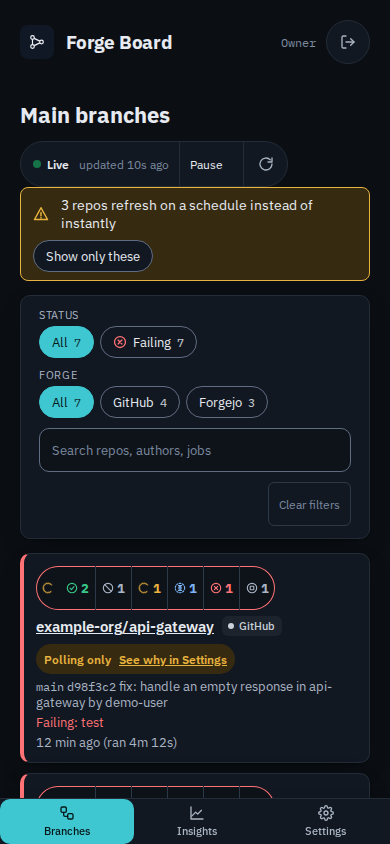 Forge Board
Owner
Main branches
Live updated 10s ago Pause
3 repos refresh on a schedule instead of
instantly
Show only these
STATUS
All 7 Failing 7
FORGE
All 7 GitHub 4 Forgejo 3
Search repos, authors, jobs
Clear filters
2 1 1 1 1 1
example-org/api-gateway GitHub
Polling only See why in Settings
main d98f3c2 fix: handle an empty response in api-
gateway by demo-user
Failing: test
12 min ago (ran 4m 12s)
Branches Insights Settings